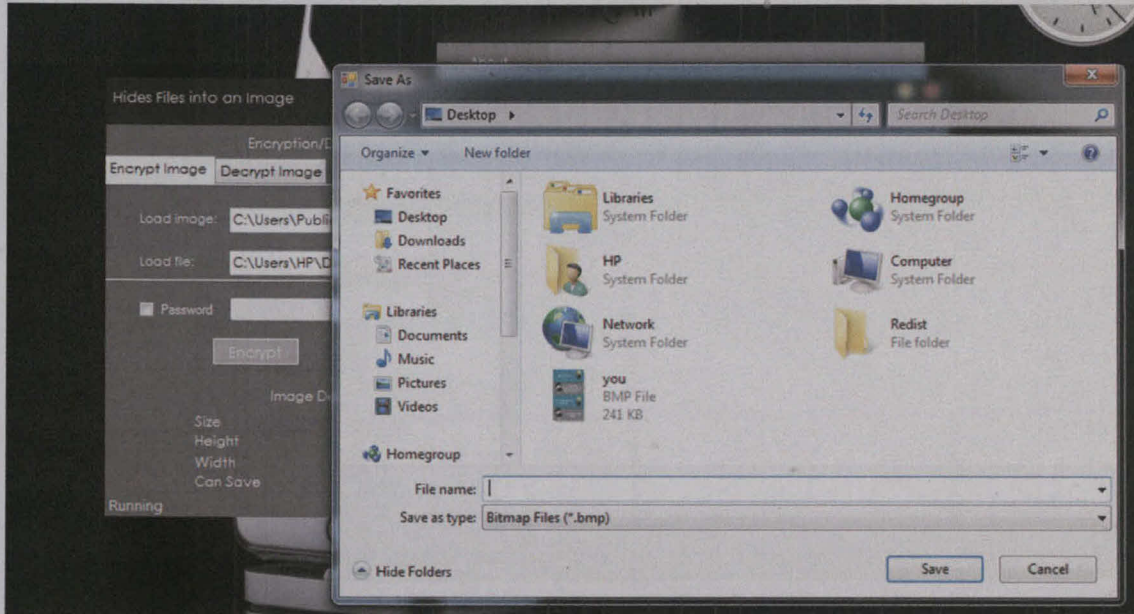 Save As
Hides Files into an Image
Desktop
Search Desktop
Encryption/D
Organize
New folder
Encrypt Image
Decrypt Image
Load image:
C:\Users\Publi
Load file:
C:\Users\HP\D
Password
Encrypt
Image De
Size
Height
Width
Can Save
Running
Favorites
Desktop
Downloads
Recent Places
Libraries
Documents
Music
Pictures
Videos
Homegroup
Libraries
System Folder
Homegroup
System Folder
HP
System Folder
Computer
System Folder
Network
System Folder
Redist
File folder
you
BMP File
241 KB
File name:
Save as type: Bitmap Files (*.bmp)
Hide Folders
Save
Cancel